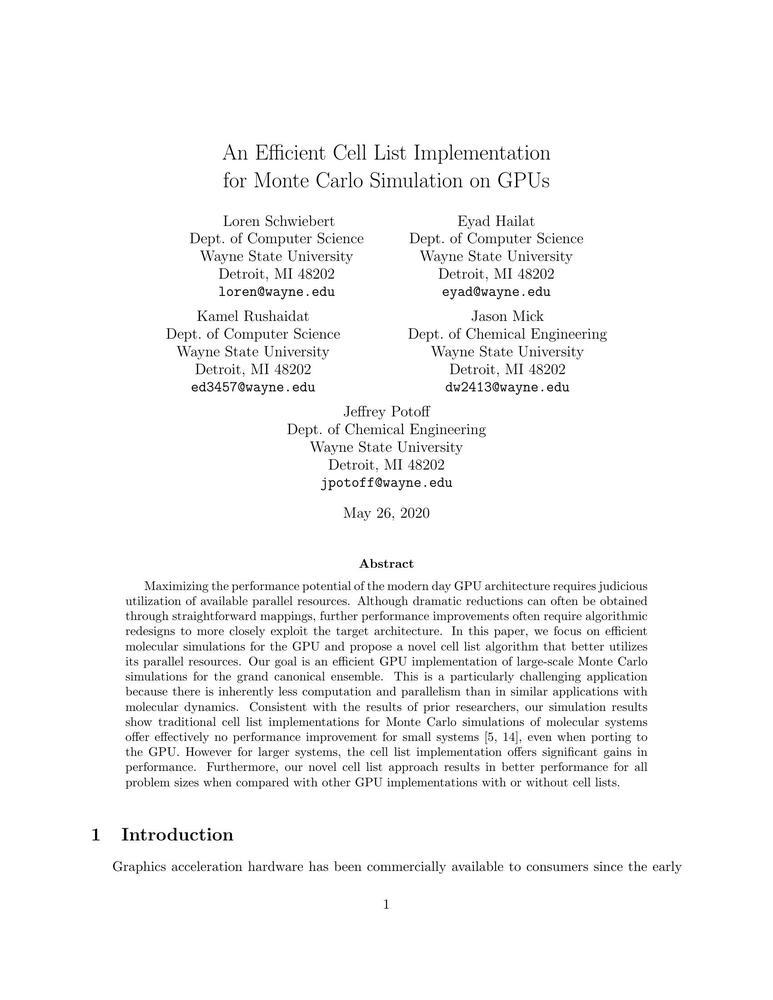 An Efficient Cell List Implementation
for Monte Carlo Simulation on GPUs
Loren Schwiebert
Dept. of Computer Science
Wayne State University
Detroit, MI 48202
loren@wayne.edu
Eyad Hailat
Dept. of Computer Science
Wayne State University
Detroit, MI 48202
eyad@wayne.edu
Kamel Rushaidat
Dept. of Computer Science
Wayne State University
Detroit, MI 48202
ed3457@wayne.edu
Jason Mick
Dept. of Chemical Engineering
Wayne State University
Detroit, MI 48202
dw2413@wayne.edu
Jeffrey Potoff
Dept. of Chemical Engineering
Wayne State University
Detroit, MI 48202
jpotoff@wayne.edu
May 26, 2020
Abstract
Maximizing the performance potential of the modern day GPU architecture requires judicious
utilization of available parallel resources. Although dramatic reductions can often be obtained
through straightforward mappings, further performance improvements often require algorithmic
redesigns to more closely exploit the target architecture. In this paper, we focus on efficient
molecular simulations for the GPU and propose a novel cell list algorithm that better utilizes
its parallel resources. Our goal is an efficient GPU implementation of large-scale Monte Carlo
simulations for the grand canonical ensemble. This is a particularly challenging application
because there is inherently less computation and parallelism than in similar applications with
molecular dynamics. Consistent with the results of prior researchers, our simulation results
show traditional cell list implementations for Monte Carlo simulations of molecular systems
offer effectively no performance improvement for small systems [5, 14], even when porting to
the GPU. However for larger systems, the cell list implementation offers significant gains in
performance. Furthermore, our novel cell list approach results in better performance for all
problem sizes when compared with other GPU implementations with or without cell lists.
1 Introduction
Graphics acceleration hardware has been commercially available to consumers since the early
1